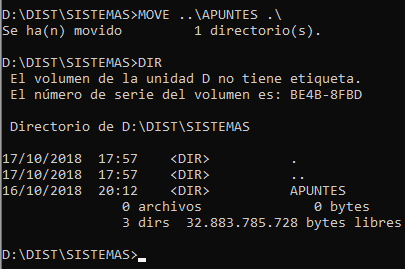 D:\DIST\SISTEMAS>MOVE ..\APUNTES .\
Se ha(n) movido         1 directorio(s).
D:\DIST\SISTEMAS>DIR
 El volumen de la unidad D no tiene etiqueta.
 El número de serie del volumen es: BE4B-8FBD
 Directorio de D:\DIST\SISTEMAS
17/10/2018  17:57    <DIR>          .
17/10/2018  17:57    <DIR>          ..
16/10/2018  20:12    <DIR>          APUNTES
               0 archivos              0 bytes
               3 dirs  32.883.785.728 bytes libres
D:\DIST\SISTEMAS>